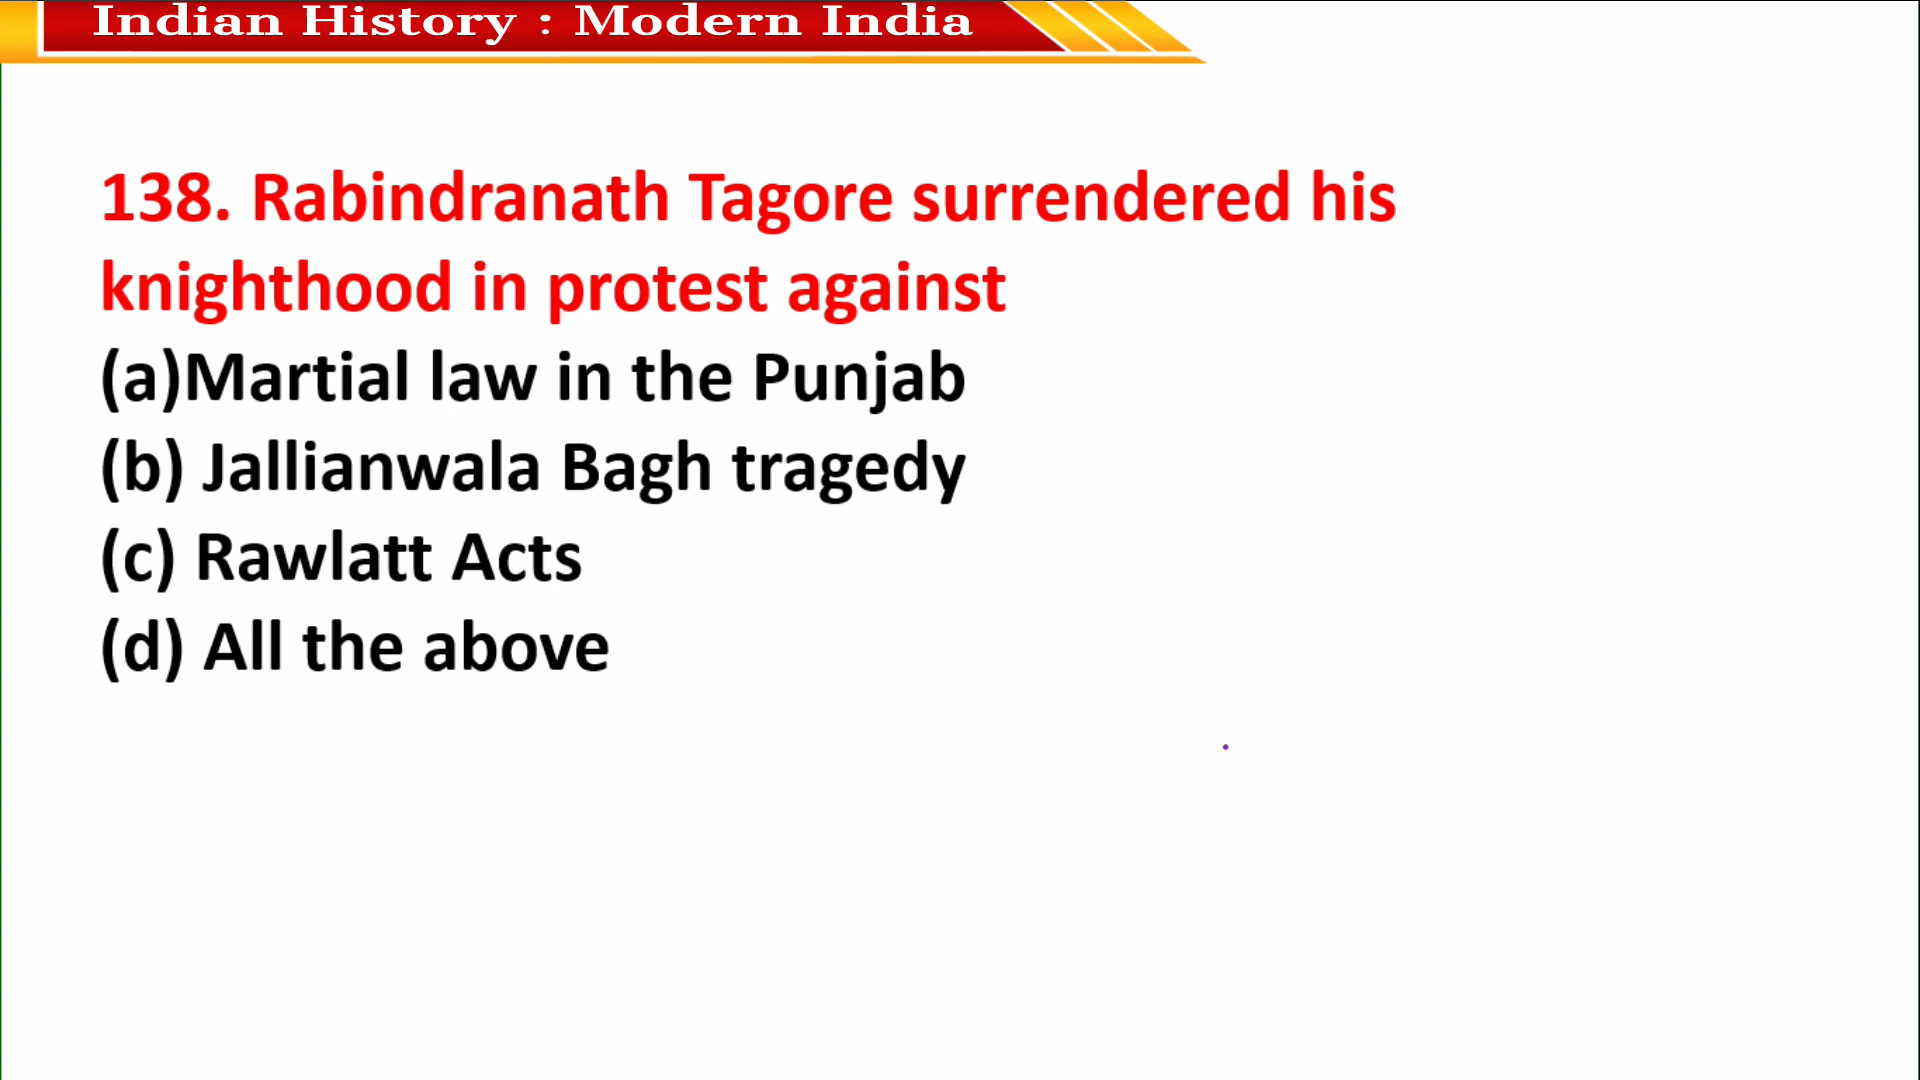 Indian History : Modern India
138. Rabindranath Tagore surrendered his
knighthood in protest against
(a)Martial law in the Punjab
(b) Jallianwala Bagh tragedy
(c) Rawlatt Acts
(d) All the above